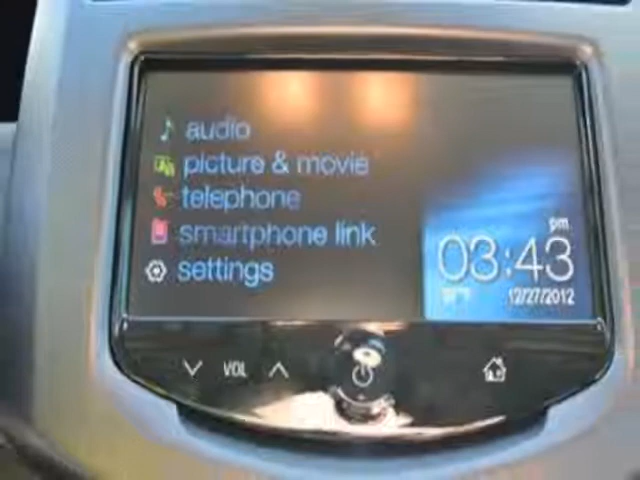 audio
picture & movie
telephone
smartphone link
settings
pm
03:43
12/27/2012
VOL